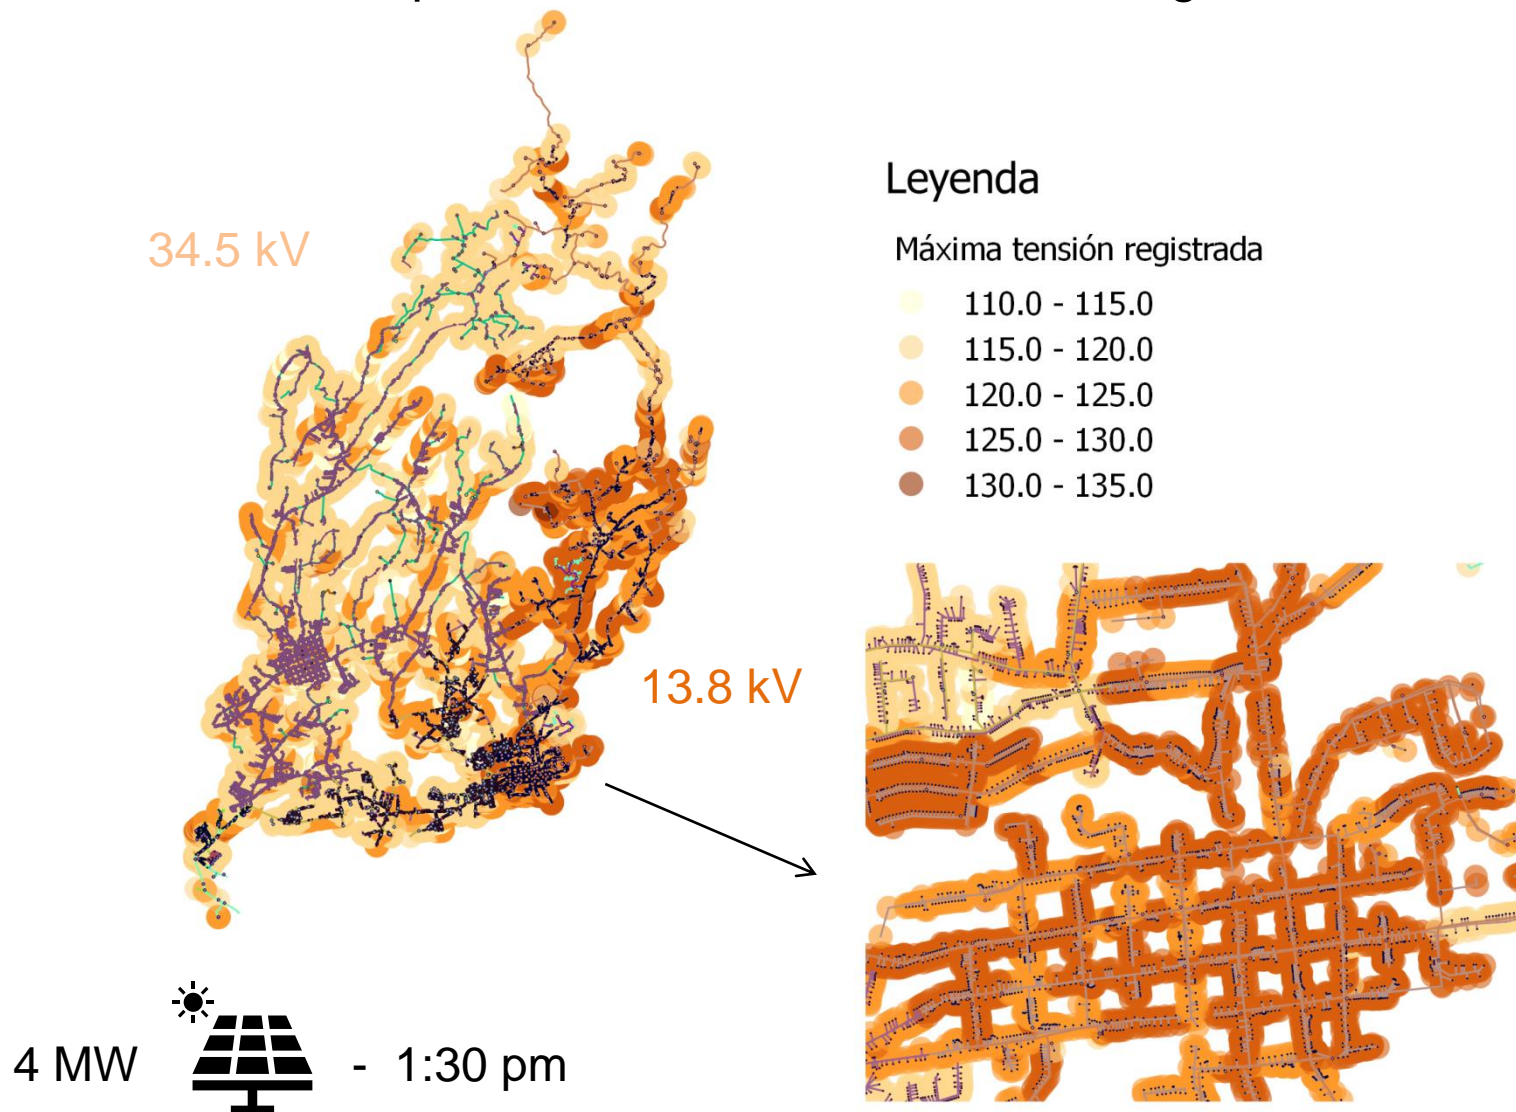 34.5 kV
Leyenda
Máxima tensión registrada
110.0 - 115.0
115.0 - 120.0
120.0 - 125.0
125.0 - 130.0
130.0 - 135.0
13.8 kV
4 MW - 1:30 pm